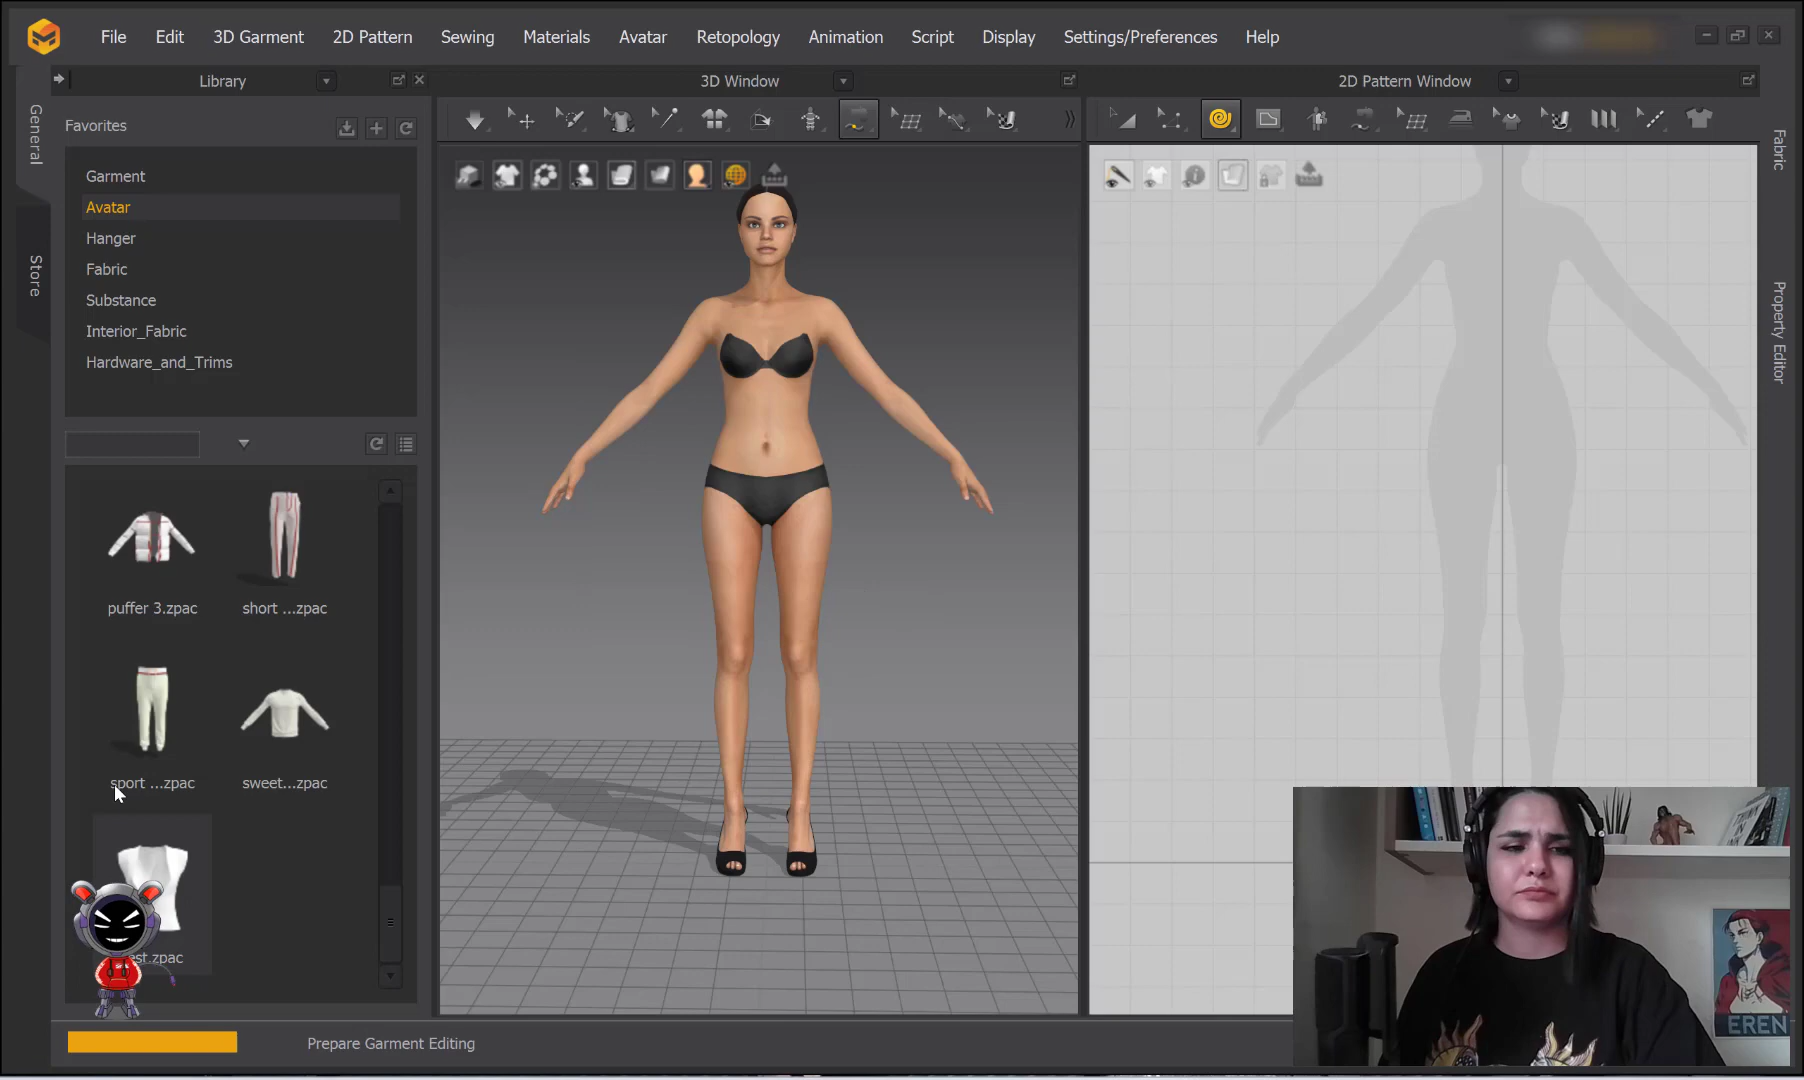 File Edit 3D Garment 2D Pattern Sewing Materials Avatar Retopology Animation Script Display Settings/Preferences Help
Library
3D Window
2D Pattern Window
General
Store
Favorites
Garment
Avatar
Hanger
Fabric
Substance
Interior_Fabric
Hardware_and_Trims
puffer 3.zpac
short ...zpac
sport ...zpac
sweet...zpac
est.zpac
Fabric
Property Editor
EREN
Prepare Garment Editing